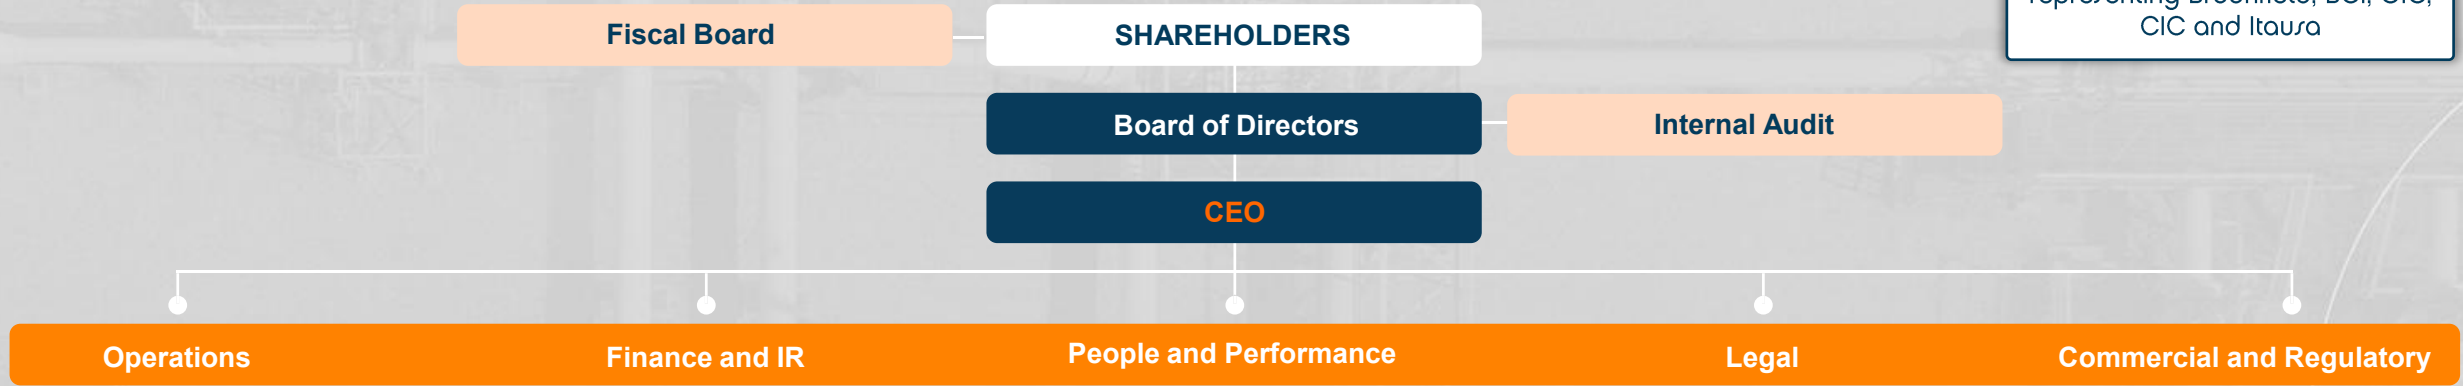 CIC and Itausa
Fiscal Board
SHAREHOLDERS
Board of Directors
Internal Audit
CEO
Operations
Finance and IR
People and Performance
Legal
Commercial and Regulatory